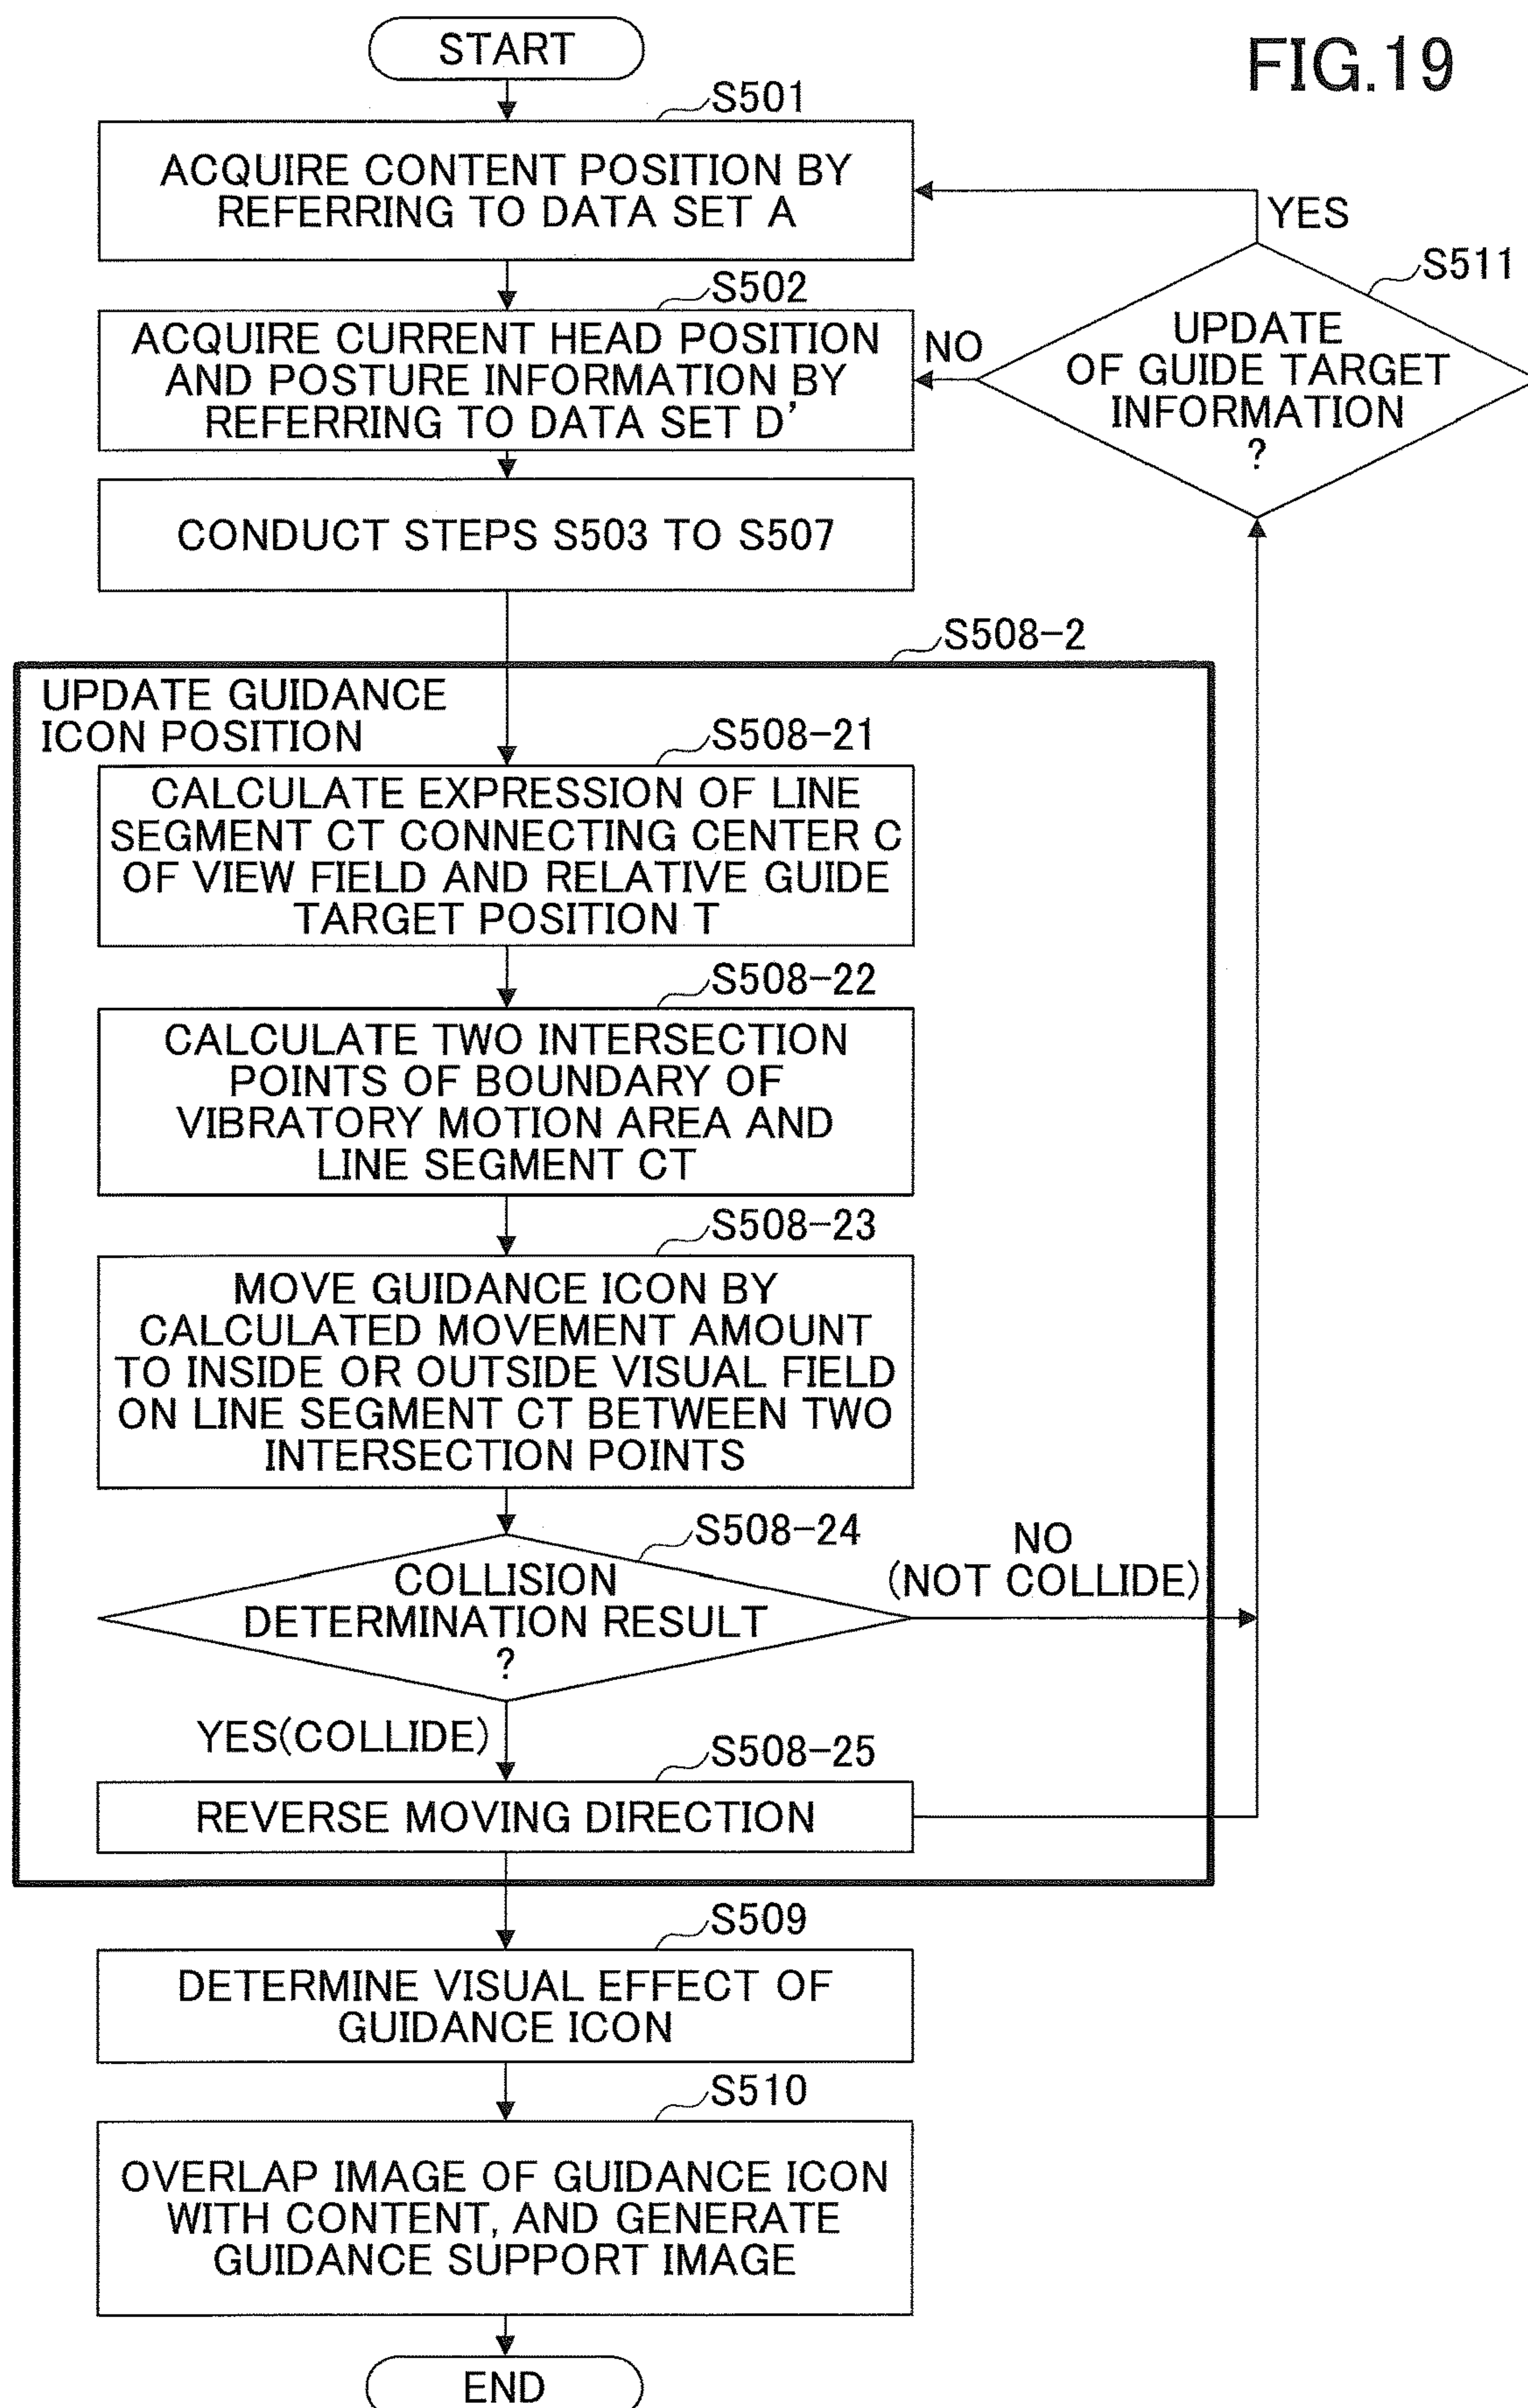 FIG.19
START
S501
ACQUIRE CONTENT POSITION BY
REFERRING TO DATA SET A
S502
ACQUIRE CURRENT HEAD POSITION
AND POSTURE INFORMATION BY
REFERRING TO DATA SET D'
CONDUCT STEPS S503 TO S507
YES
S511
NO
UPDATE
OF GUIDE TARGET
INFORMATION
?
S508-2
UPDATE GUIDANCE
ICON POSITION
S508-21
CALCULATE EXPRESSION OF LINE
SEGMENT CT CONNECTING CENTER C
OF VIEW FIELD AND RELATIVE GUIDE
TARGET POSITION T
S508-22
CALCULATE TWO INTERSECTION
POINTS OF BOUNDARY OF
VIBRATORY MOTION AREA AND
LINE SEGMENT CT
S508-23
MOVE GUIDANCE ICON BY
CALCULATED MOVEMENT AMOUNT
TO INSIDE OR OUTSIDE VISUAL FIELD
ON LINE SEGMENT CT BETWEEN TWO
INTERSECTION POINTS
S508-24
COLLISION
DETERMINATION RESULT
?
NO
(NOT COLLIDE)
YES(COLLIDE)
S508-25
REVERSE MOVING DIRECTION
S509
DETERMINE VISUAL EFFECT OF
GUIDANCE ICON
S510
OVERLAP IMAGE OF GUIDANCE ICON
WITH CONTENT, AND GENERATE
GUIDANCE SUPPORT IMAGE
END